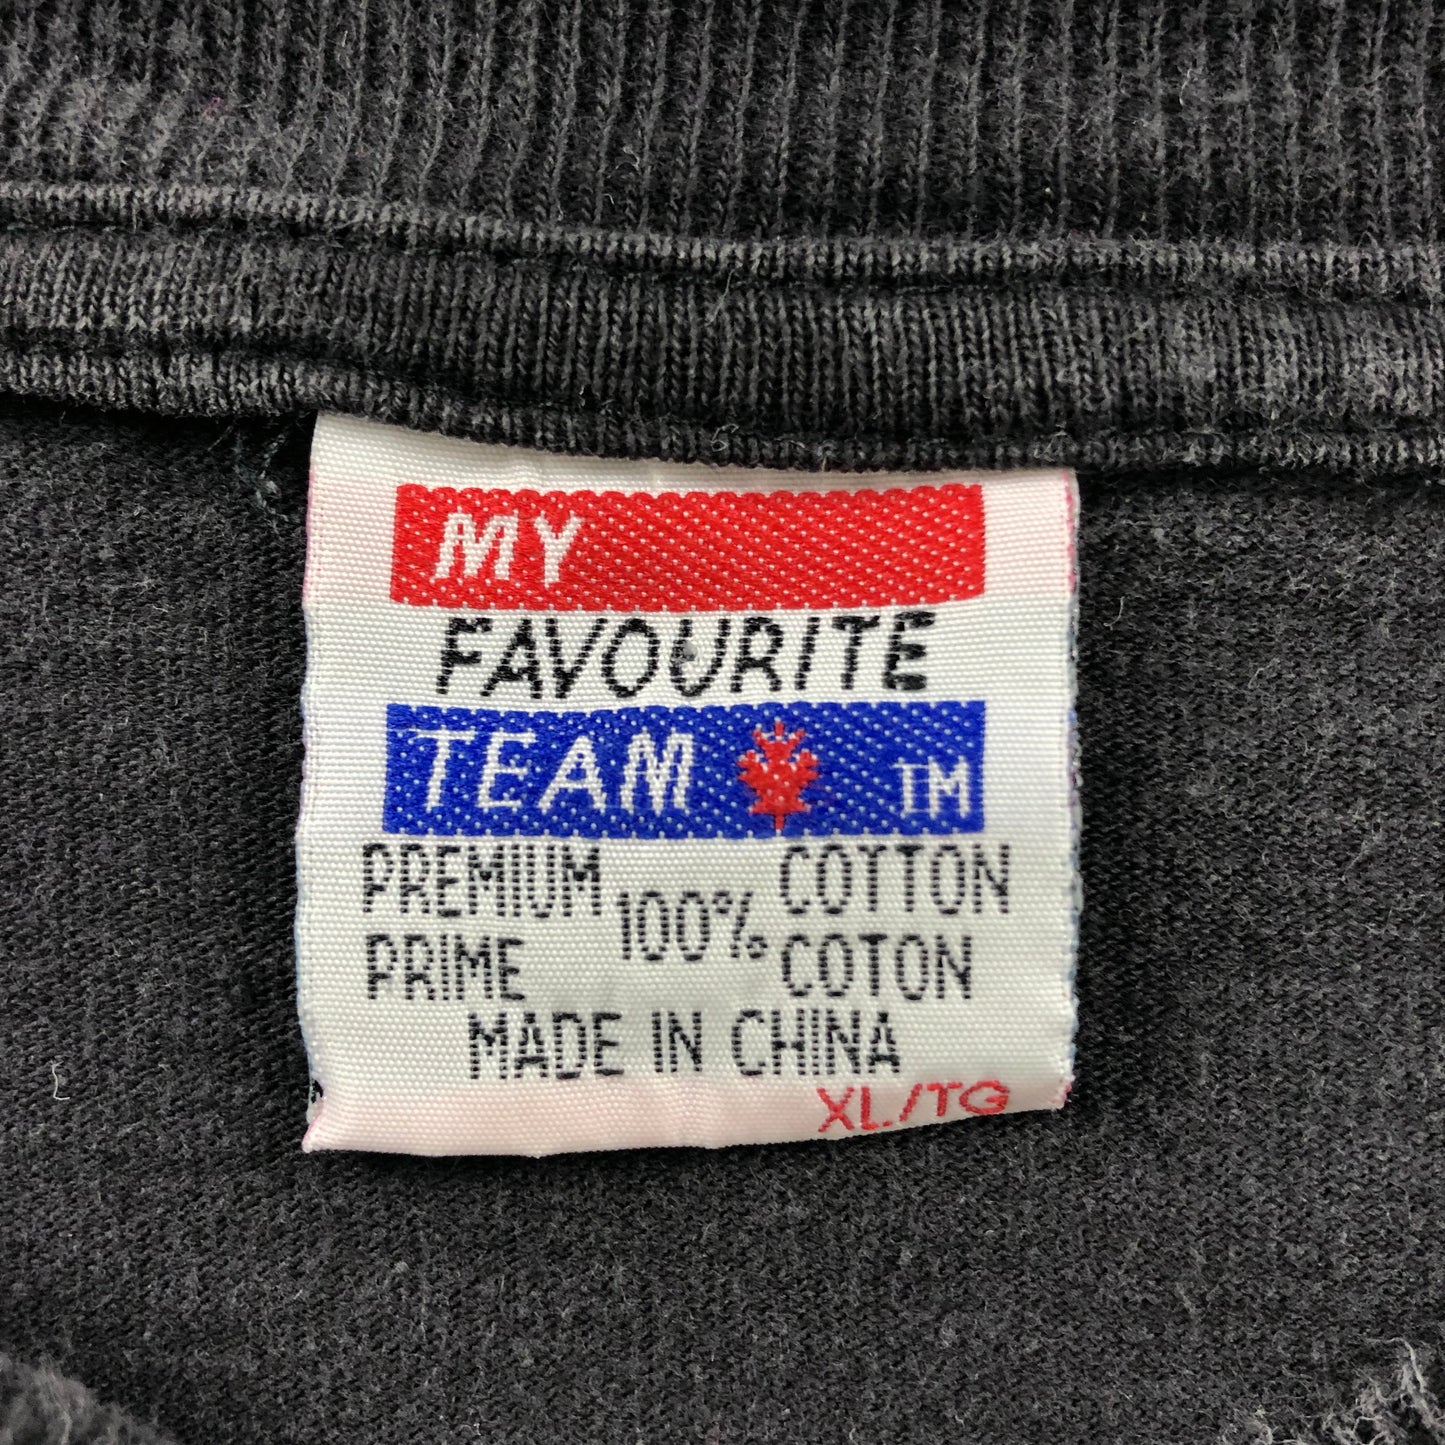 MY
FAVOURITE
TEAM TM
PREMIUM 100% COTTON
PRIME COTON
MADE IN CHINA
XL/TG